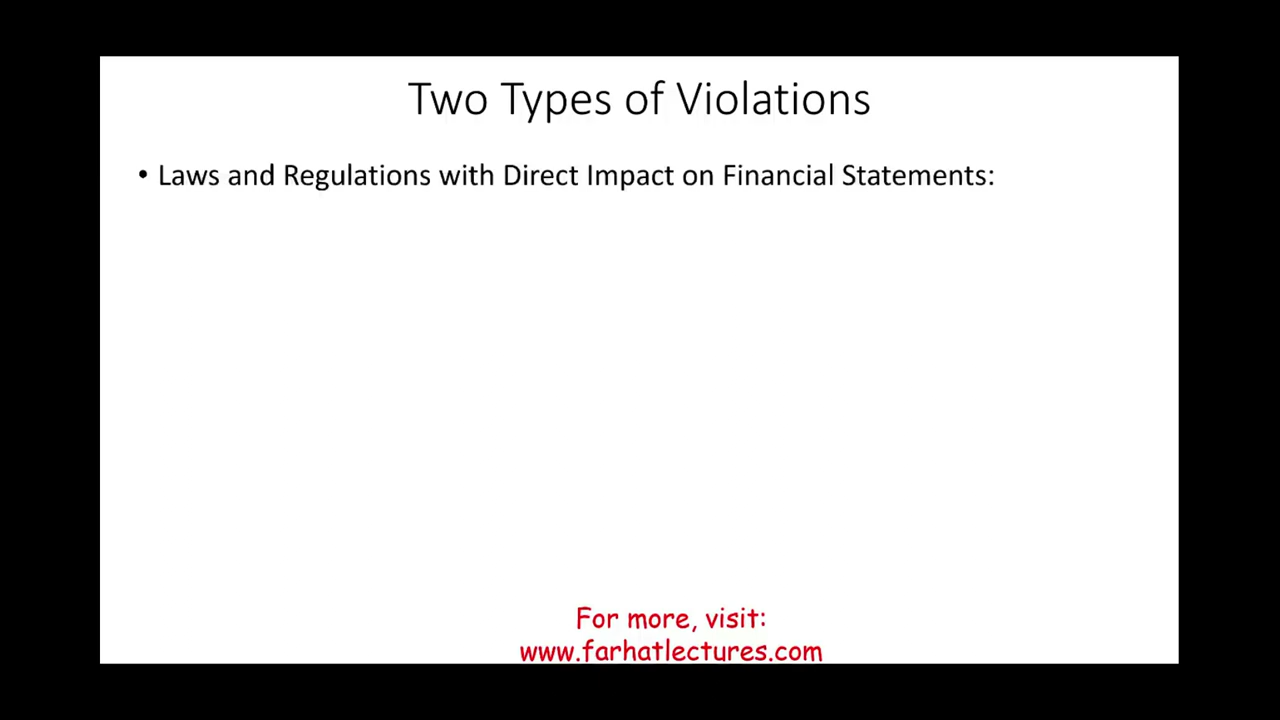 Two Types of Violations
• Laws and Regulations with Direct Impact on Financial Statements:
For more, visit:
www.farhatlectures.com